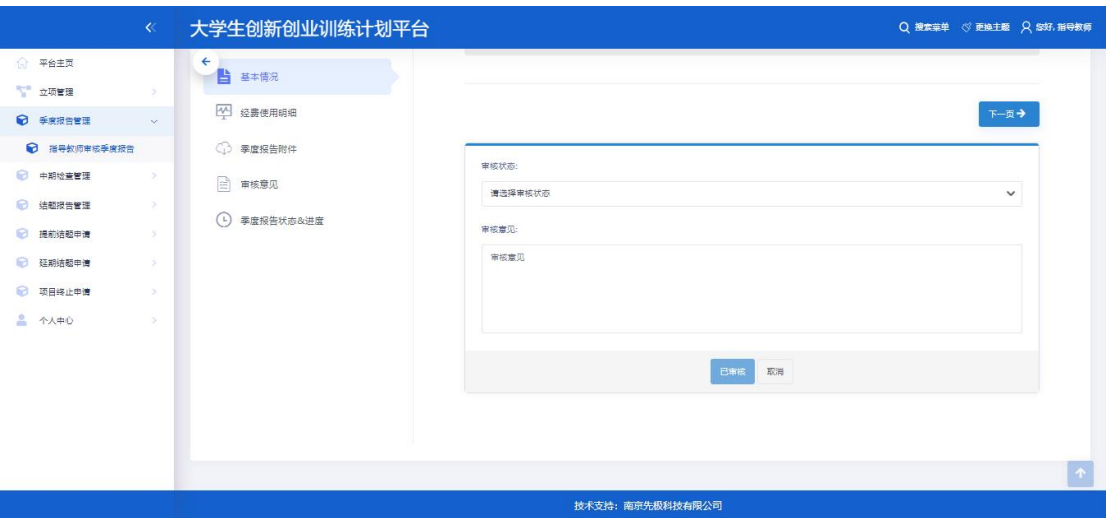 大学生创新创业训练计划平台
搜索菜单 更换主题 您好, 指导教师
平台主页
立项管理
季度报告管理
指导教师审核季度报告
中期检查管理
结题报告管理
提前结题申请
延期结题申请
项目终止申请
个人中心
基本情况
经费使用明细
季度报告附件
审核意见
季度报告状态&进度
下一页
审核状态:
请选择审核状态
审核意见:
审核意见
已审核 取消
技术支持：南京先极科技有限公司